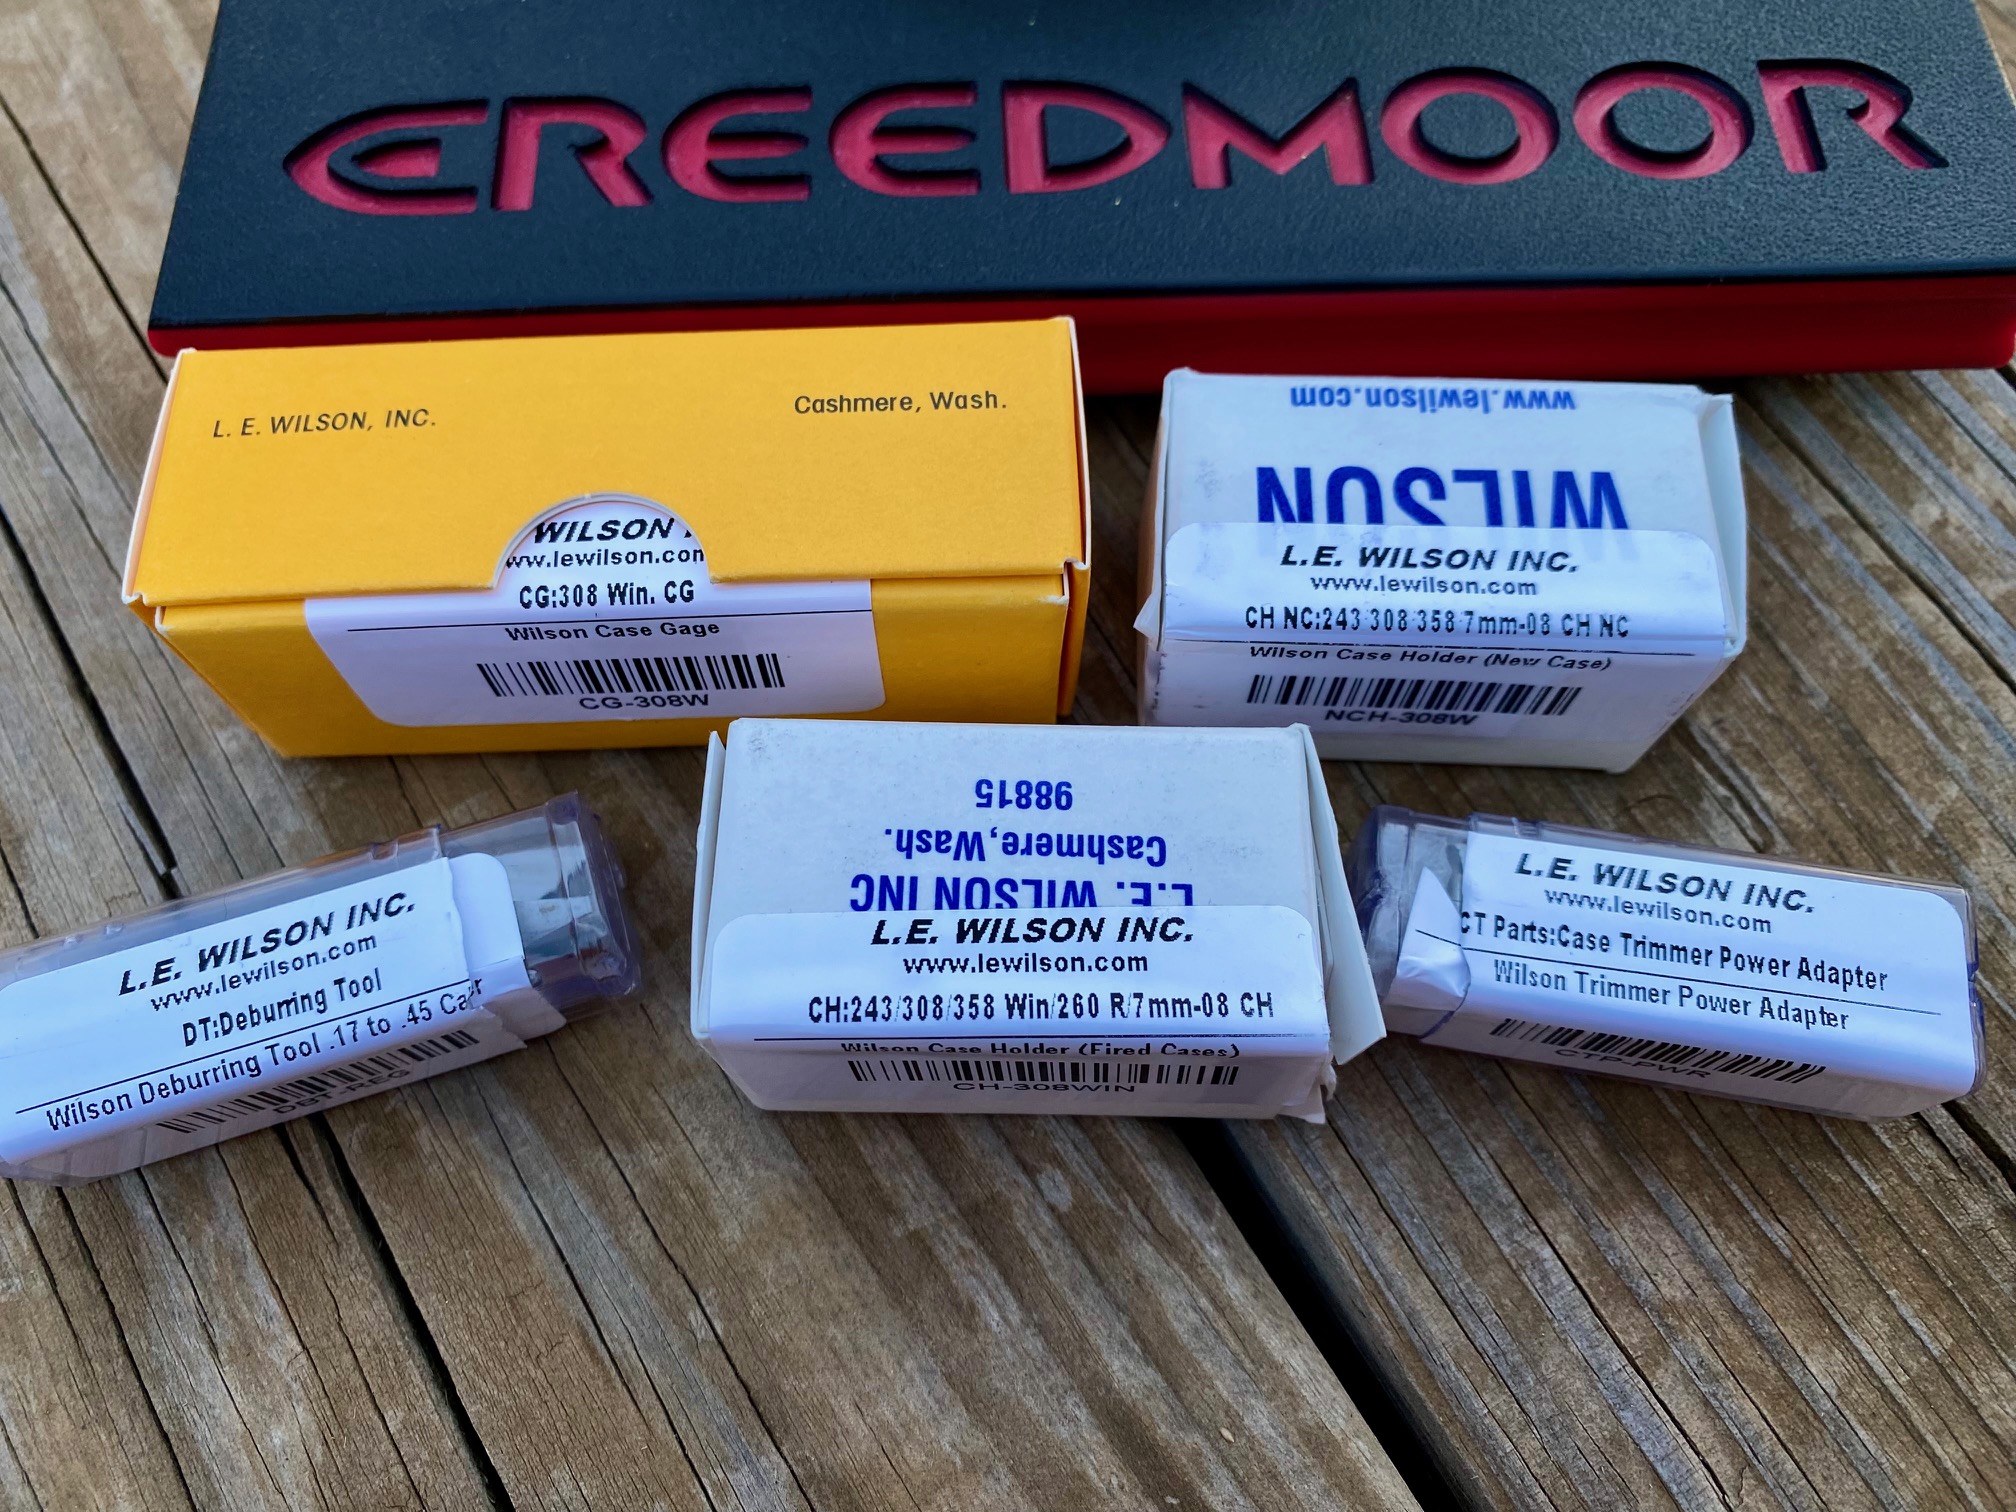 CREEDMOOR
L. E. WILSON, INC.
Cashmere, Wash.
WILSON
www.lewilson.com
CG:308 Win. CG
Wilson Case Gage
CG-308W
www.lewilson.com
WILSON
L.E. WILSON INC.
www.lewilson.com
CH NC:243 308 358 7mm-08 CH NC
Wilson Case Holder (New Case)
NCH-308W
L.E. WILSON INC.
www.lewilson.com
DT:Deburring Tool
Wilson Deburring Tool .17 to .45 Cal
DBT-REG
98815
Cashmere,Wash.
L.E. WILSON INC
L.E. WILSON INC.
www.lewilson.com
CH:243/308/358 Win/260 R/7mm-08 CH
Wilson Case Holder (Fired Cases)
CH-308WIN
L.E. WILSON INC.
www.lewilson.com
CT Parts:Case Trimmer Power Adapter
Wilson Trimmer Power Adapter
CTP-PWR